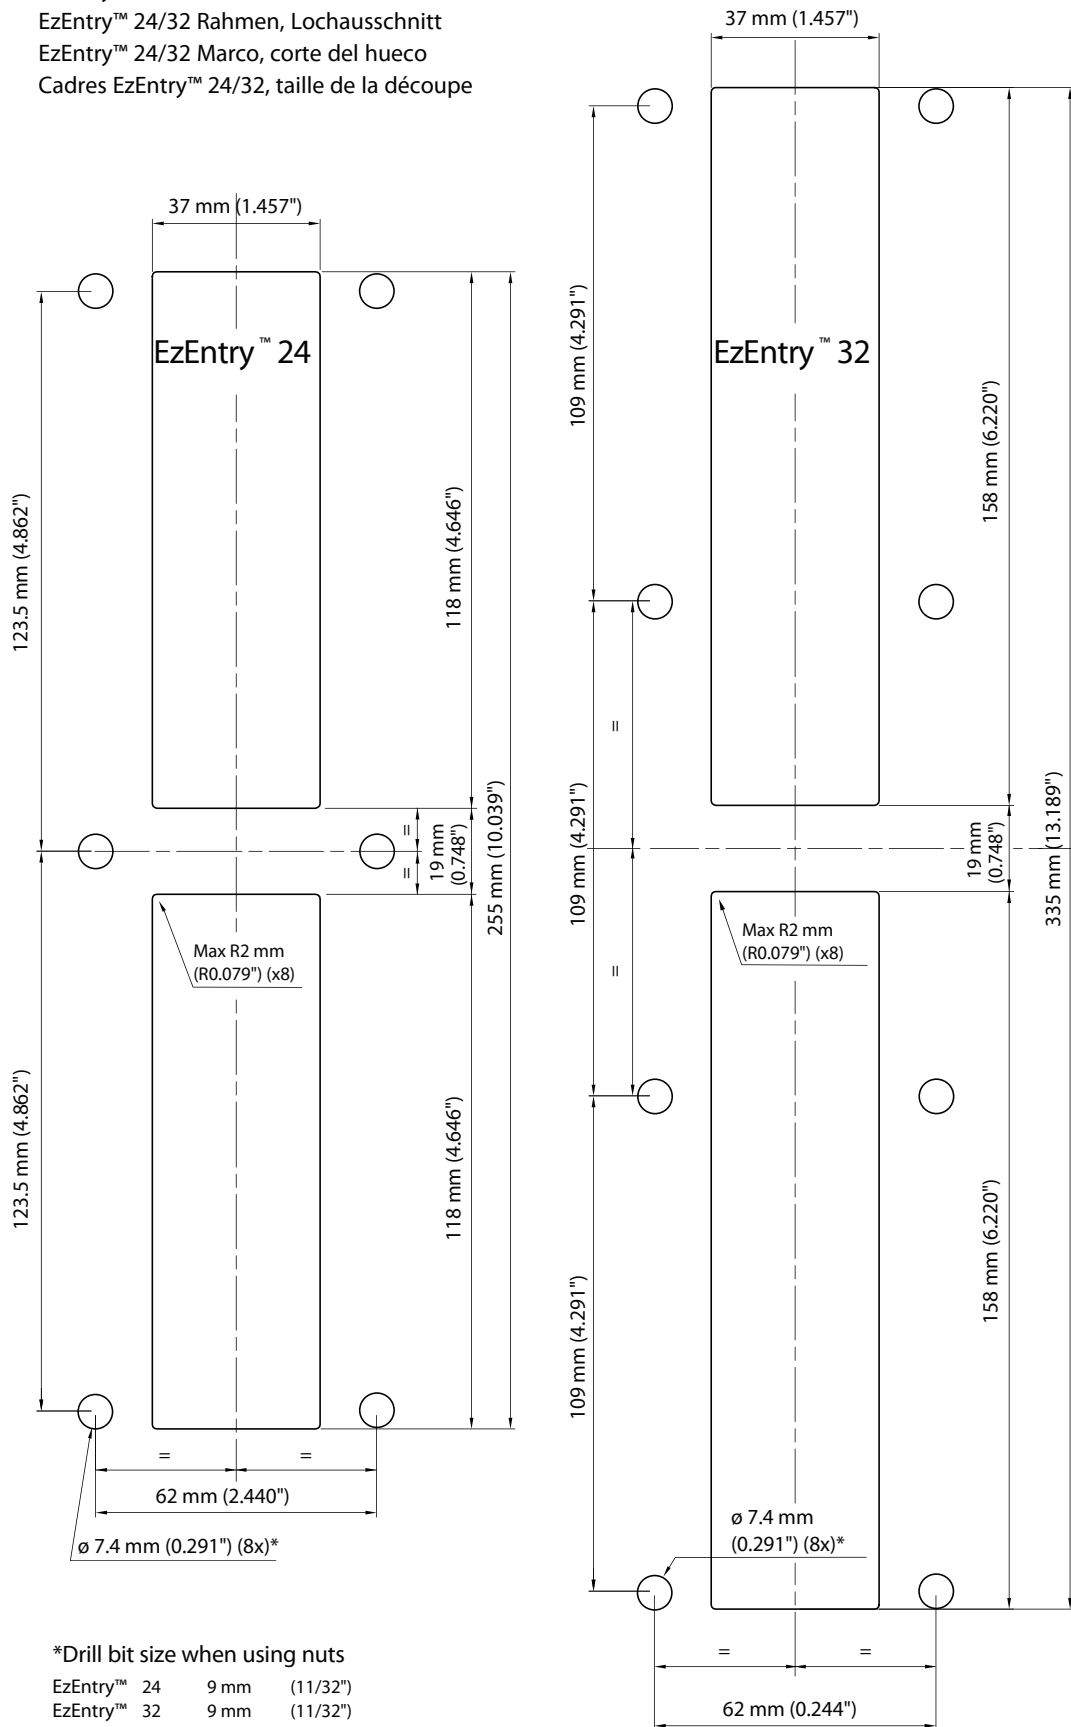 EzEntry™ 24/32 Rahmen, Lochausschnitt
EzEntry™ 24/32 Marco, corte del hueco
Cadres EzEntry™ 24/32, taille de la découpe
37 mm (1.457")
EzEntry™ 24
123.5 mm (4.862")
118 mm (4.646")
=
=
19 mm
(0.748")
255 mm (10.039")
Max R2 mm
(R0.079") (x8)
123.5 mm (4.862")
118 mm (4.646")
=
=
62 mm (2.440")
ø 7.4 mm (0.291") (8x)*
*Drill bit size when using nuts
EzEntry™ 24 9 mm (11/32")
EzEntry™ 32 9 mm (11/32")
37 mm (1.457")
109 mm (4.291")
EzEntry™ 32
158 mm (6.220")
=
109 mm (4.291")
19 mm
(0.748")
335 mm (13.189")
Max R2 mm
(R0.079") (x8)
=
109 mm (4.291")
158 mm (6.220")
ø 7.4 mm
(0.291") (8x)*
=
=
62 mm (0.244")